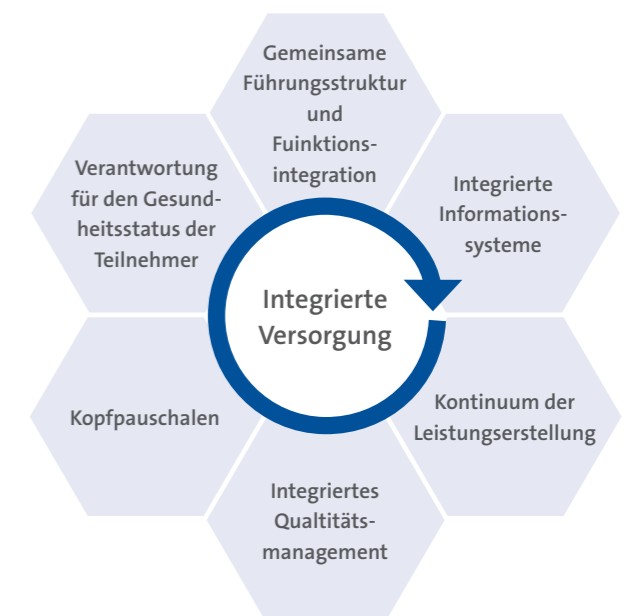 Gemeinsame
Führungsstruktur
und
Fuinktions-
integration
Verantwortung
für den Gesund-
heitsstatus der
Teilnehmer
Integrierte
Informations-
systeme
Integrierte
Versorgung
Kopfpauschalen
Kontinuum der
Leistungserstellung
Integriertes
Qualtitäts-
management